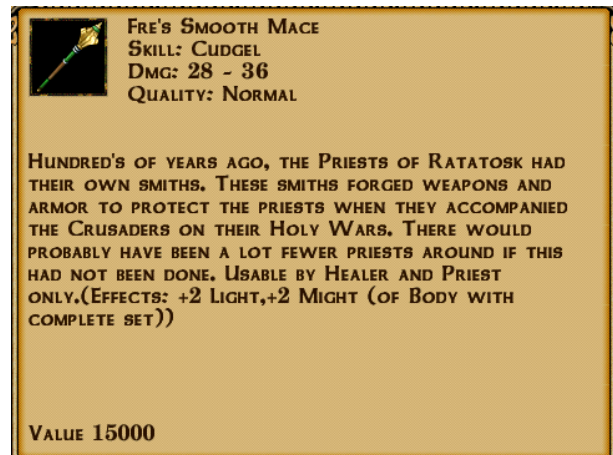 Fre's Smooth Mace
Skill: Cudgel
Dmg: 28 - 36
Quality: Normal
Hundred's of years ago, the Priests of Ratatosk had
their own smiths. These smiths forged weapons and
armor to protect the priests when they accompanied
the Crusaders on their Holy Wars. There would
probably have been a lot fewer priests around if this
had not been done. Usable by Healer and Priest
only.(Effects: +2 Light,+2 Might (of Body with
complete set))
Value 15000